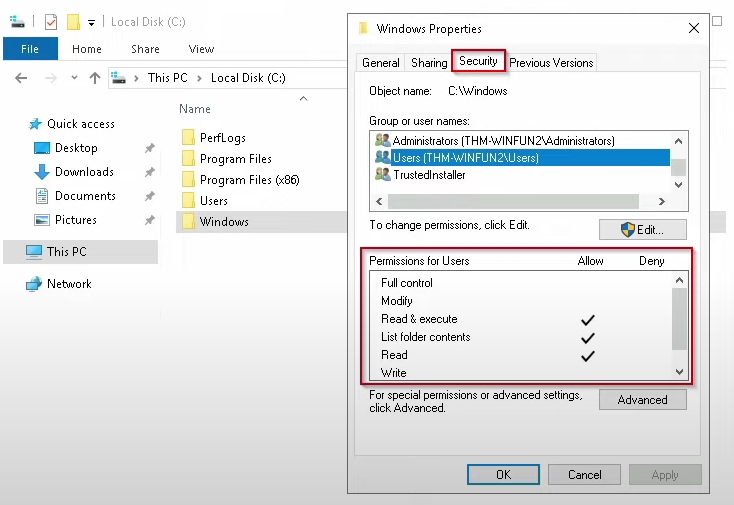 Local Disk (C:)
File Home Share View
This PC > Local Disk (C:)
Name
Quick access
Desktop
Downloads
Documents
Pictures
This PC
Network
PerfLogs
Program Files
Program Files (x86)
Users
Windows
Windows Properties
General Sharing Security Previous Versions
Object name: C:\Windows
Group or user names:
Administrators (THM-WINFUN2\Administrators)
Users (THM-WINFUN2\Users)
TrustedInstaller
To change permissions, click Edit.
Edit...
Permissions for Users Allow Deny
Full control
Modify
Read & execute
List folder contents
Read
Write
For special permissions or advanced settings,
click Advanced.
Advanced
OK Cancel Apply